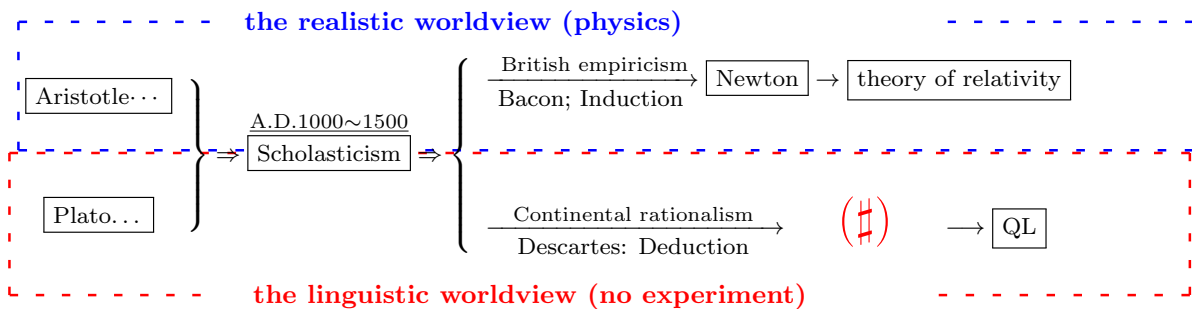 the realistic worldview (physics)
British empiricism
Aristotle···
Bacon; Induction
Newton → theory of relativity
A.D.1000∼1500
⇒ Scholasticism ⇒
Plato...
Continental rationalism
Descartes: Deduction
(♯)
⟶ QL
the linguistic worldview (no experiment)